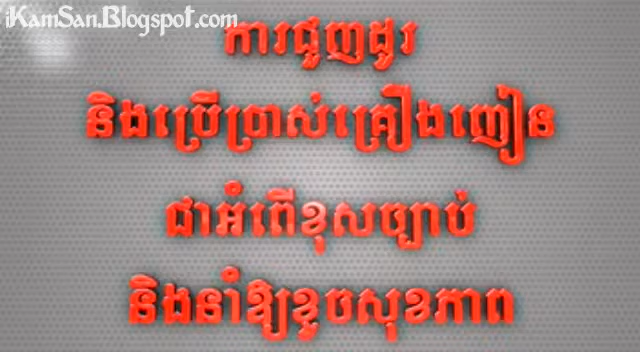 iKamSan.Blogspot.com
ការជួញដូរ
និងប្រើប្រាស់គ្រឿងញៀន
ជាអំពើខុសច្បាប់
និងនាំឱ្យខូចសុខភាព